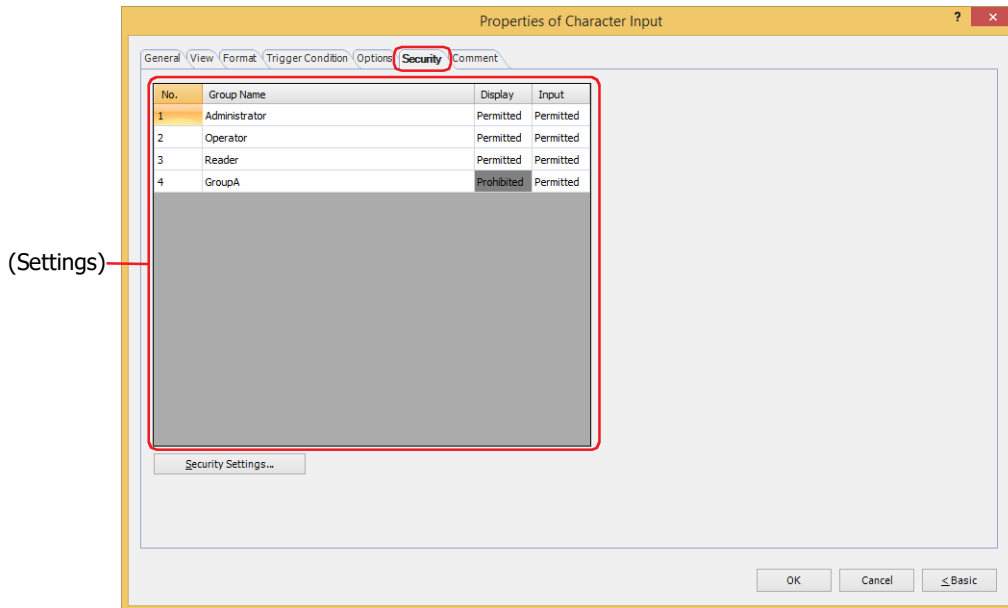 Properties of Character Input
?
×
General View Format Trigger Condition Options Security Comment
No. Group Name Display Input
1 Administrator Permitted Permitted
2 Operator Permitted Permitted
3 Reader Permitted Permitted
4 GroupA Prohibited Permitted
(Settings)
Security Settings...
OK Cancel < Basic